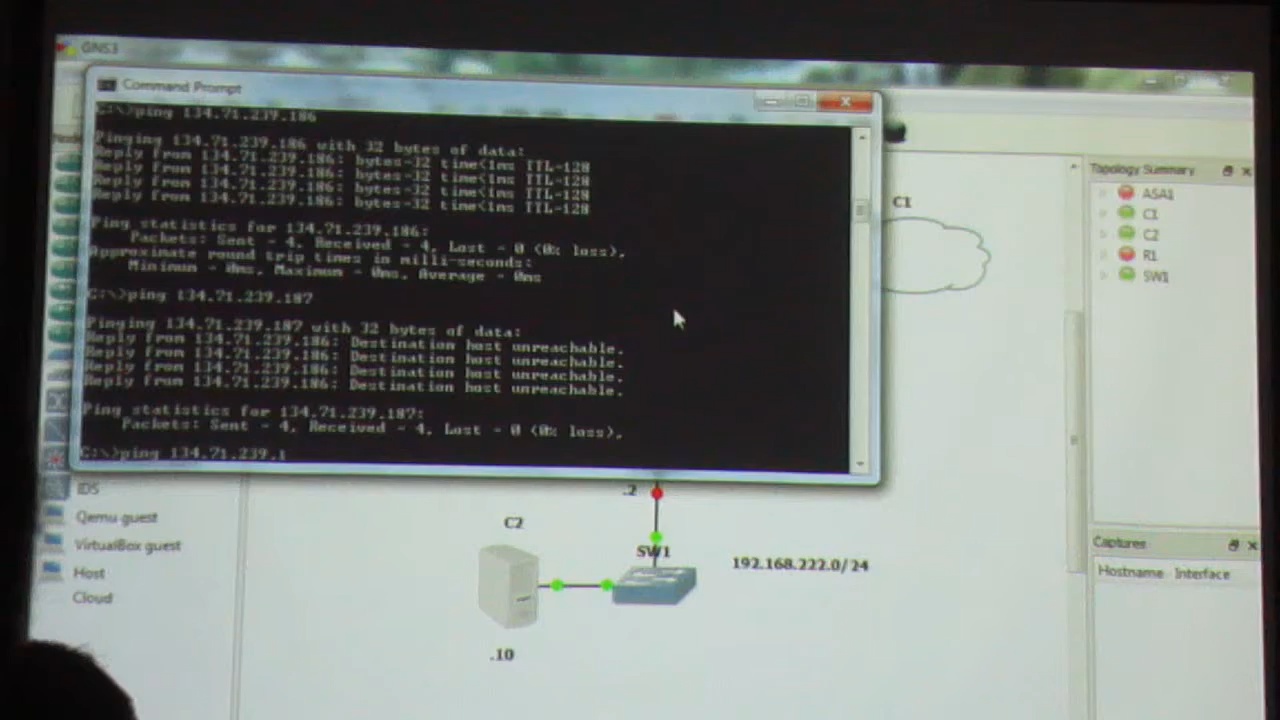 GNS3
Command Prompt
C:\>ping 134.71.239.186
Pinging 134.71.239.186 with 32 bytes of data:
Reply from 134.71.239.186: bytes=32 time<1ms TTL=128
Reply from 134.71.239.186: bytes=32 time<1ms TTL=128
Reply from 134.71.239.186: bytes=32 time<1ms TTL=128
Reply from 134.71.239.186: bytes=32 time<1ms TTL=128
Ping statistics for 134.71.239.186:
Packets: Sent = 4, Received = 4, Lost = 0 (0% loss),
Approximate round trip times in milli-seconds:
Minimum = 0ms, Maximum = 0ms, Average = 0ms
C:\>ping 134.71.239.187
Pinging 134.71.239.187 with 32 bytes of data:
Reply from 134.71.239.186: Destination host unreachable.
Reply from 134.71.239.186: Destination host unreachable.
Reply from 134.71.239.186: Destination host unreachable.
Reply from 134.71.239.186: Destination host unreachable.
Ping statistics for 134.71.239.187:
Packets: Sent = 4, Received = 4, Lost = 0 (0% loss),
C:\>ping 134.71.239.1
C1
Topology Summary
ASA1
C1
C2
R1
SW1
IDS
Qemu guest
VirtualBox guest
Host
Cloud
.2
C2
SW1
192.168.222.0/24
.10
Captures
Hostname Interface